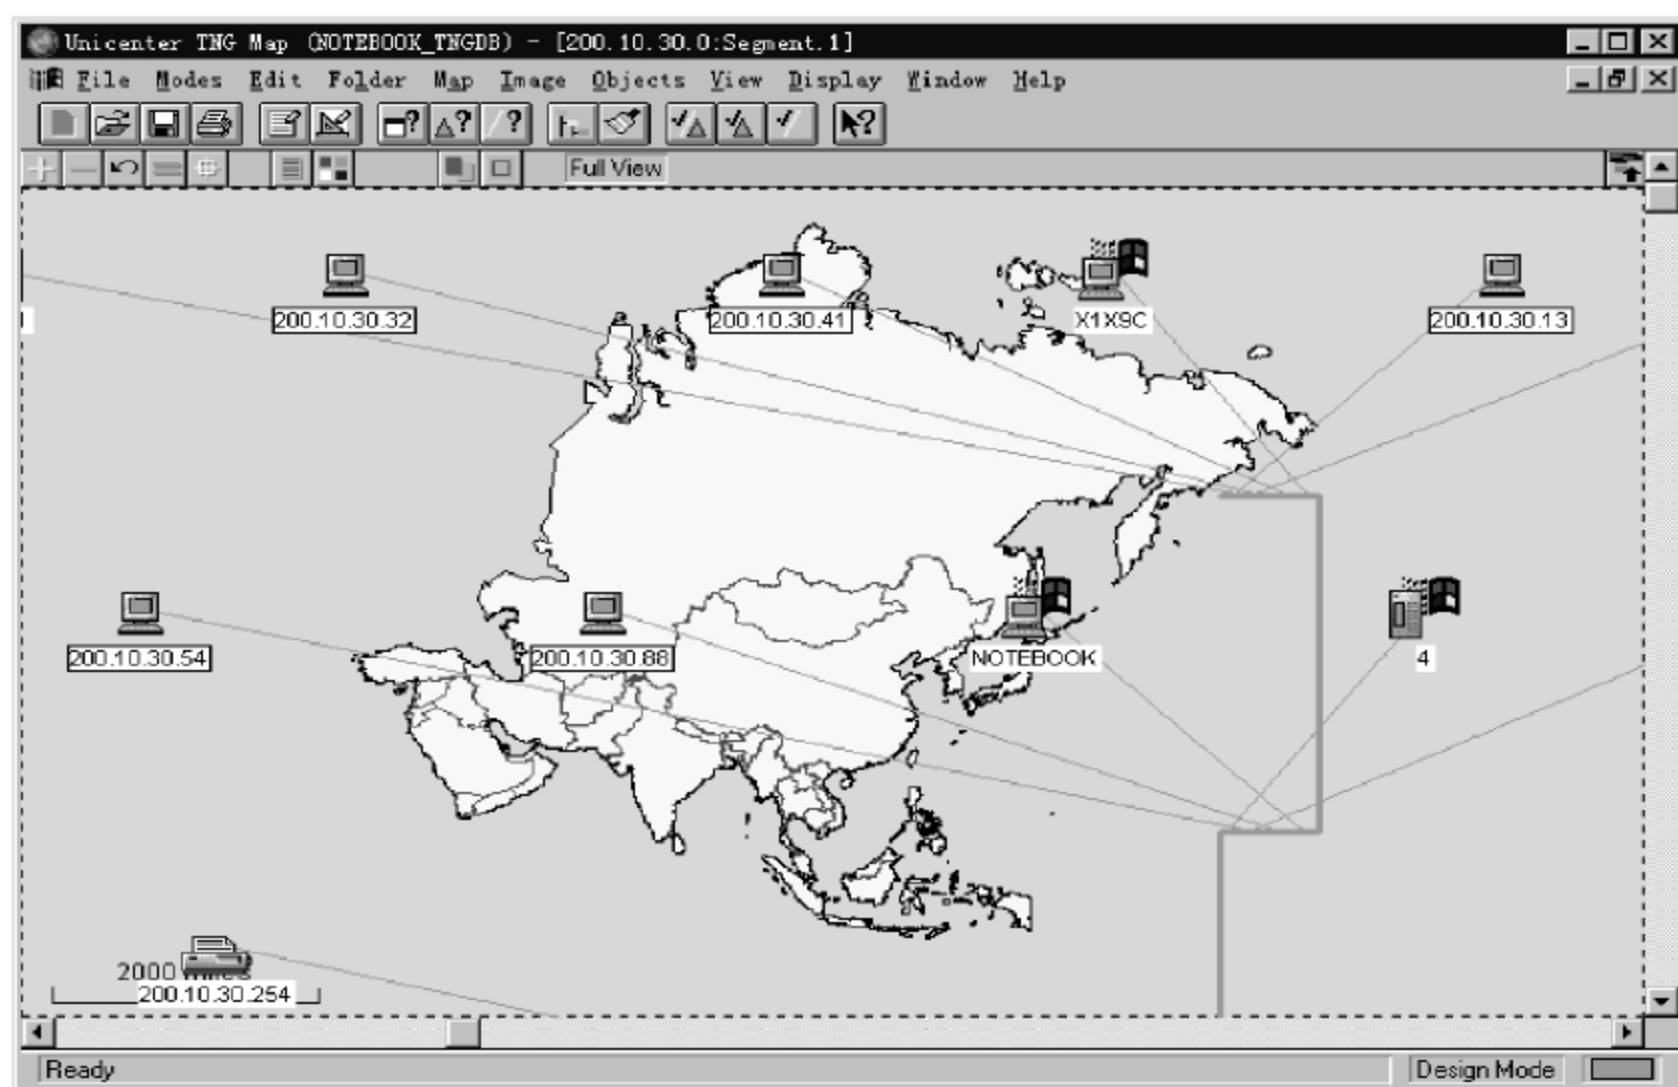 Unicenter TNG Map (NOTEBOOK_TNGDB) - [200.10.30.0:Segment.1]
File Modes Edit Folder Map Image Objects View Display Window Help
Full View
200.10.30.32
200.10.30.41
X1X9C
200.10.30.13
200.10.30.54
200.10.30.88
NOTEBOOK
4
2000
200.10.30.254
Ready
Design Mode